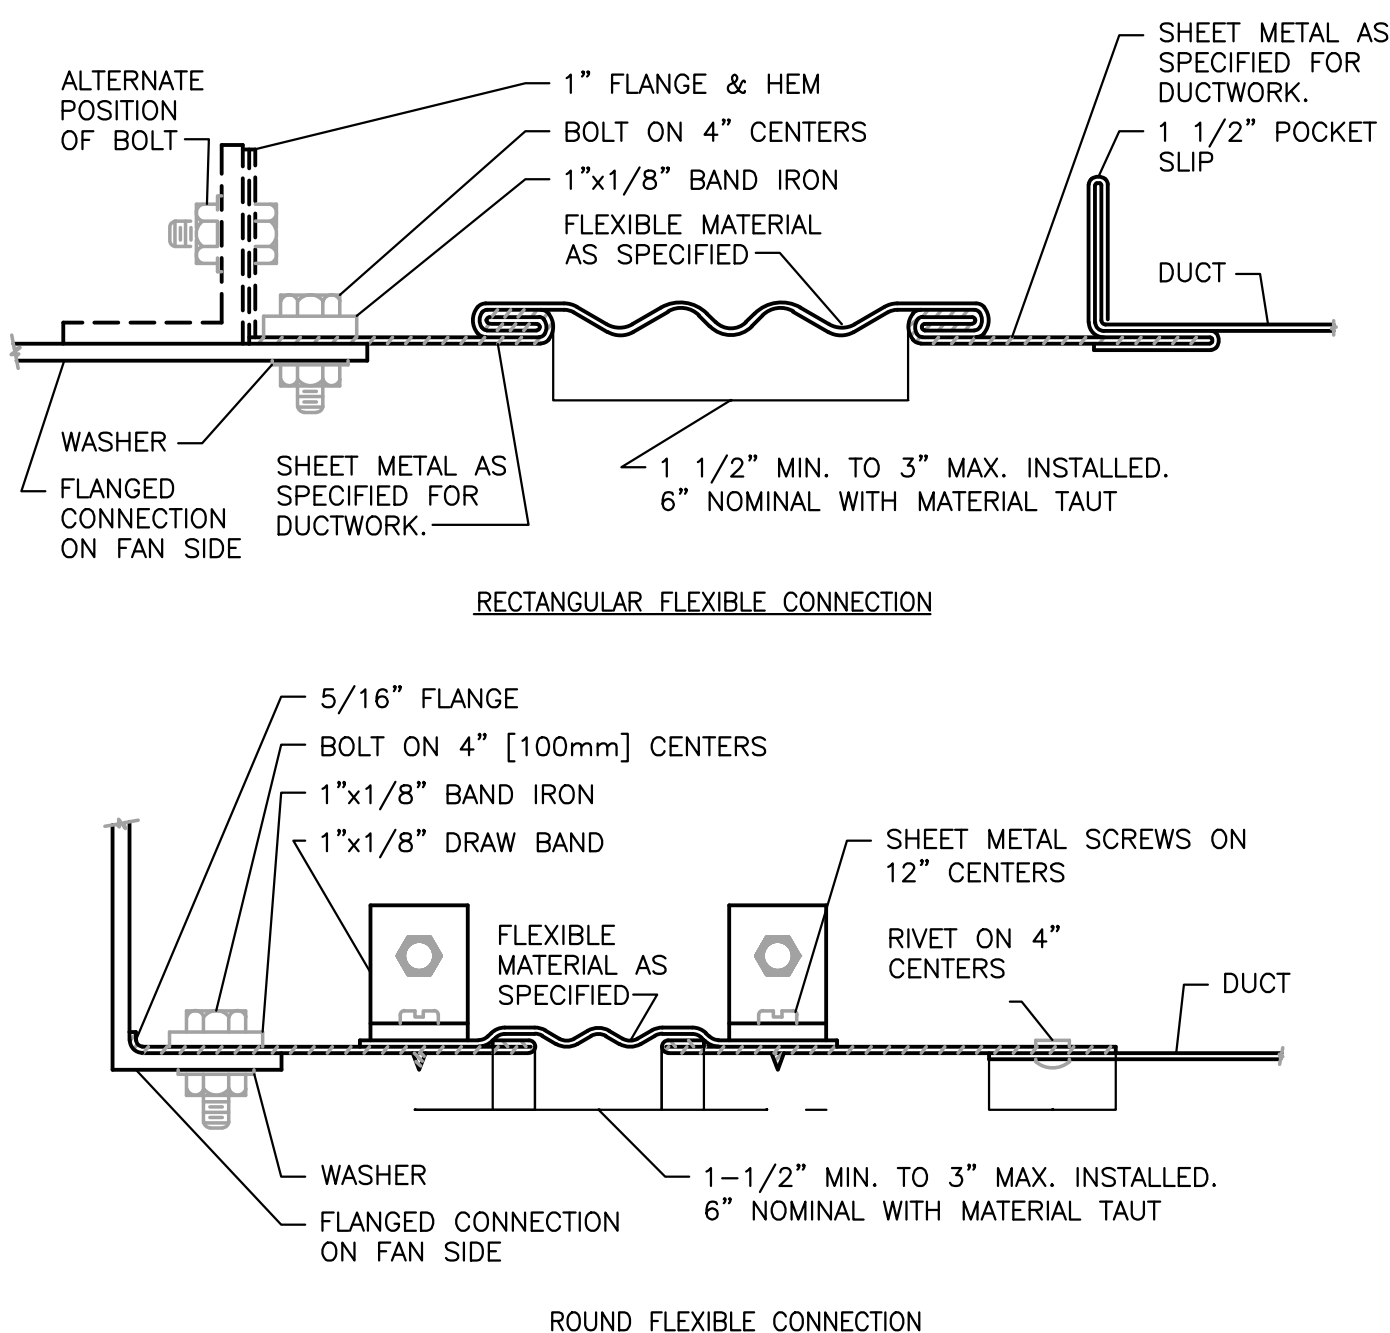 SHEET METAL AS
SPECIFIED FOR
DUCTWORK.
1 1/2" POCKET
SLIP
ALTERNATE
POSITION
OF BOLT
1" FLANGE & HEM
BOLT ON 4" CENTERS
1"x1/8" BAND IRON
FLEXIBLE MATERIAL
AS SPECIFIED
DUCT
WASHER
FLANGED
CONNECTION
ON FAN SIDE
SHEET METAL AS
SPECIFIED FOR
DUCTWORK.
1 1/2" MIN. TO 3" MAX. INSTALLED.
6" NOMINAL WITH MATERIAL TAUT
RECTANGULAR FLEXIBLE CONNECTION
5/16" FLANGE
BOLT ON 4" [100mm] CENTERS
1"x1/8" BAND IRON
1"x1/8" DRAW BAND
SHEET METAL SCREWS ON
12" CENTERS
FLEXIBLE
MATERIAL AS
SPECIFIED
RIVET ON 4"
CENTERS
DUCT
WASHER
FLANGED CONNECTION
ON FAN SIDE
1-1/2" MIN. TO 3" MAX. INSTALLED.
6" NOMINAL WITH MATERIAL TAUT
ROUND FLEXIBLE CONNECTION